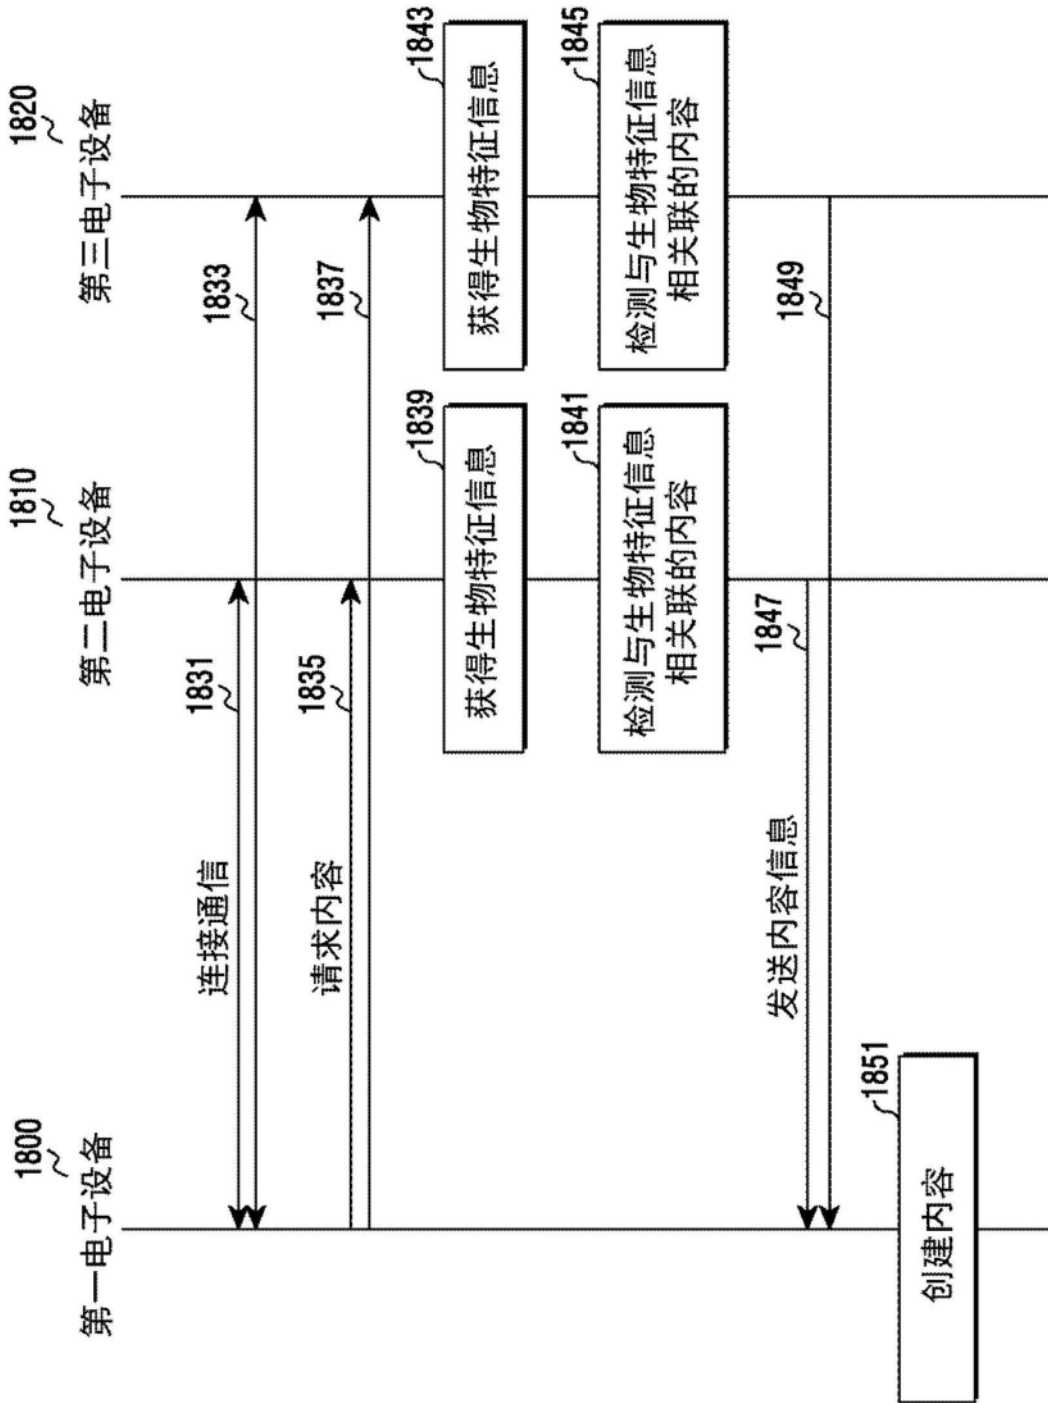 1800
第一电子设备
1810
第二电子设备
1820
第三电子设备
连接通信
1831
1833
请求内容
1835
1837
1839
获得生物特征信息
1843
获得生物特征信息
1841
检测与生物特征信息
相关联的内容
1845
检测与生物特征信息
相关联的内容
发送内容信息
1847
1849
1851
创建内容